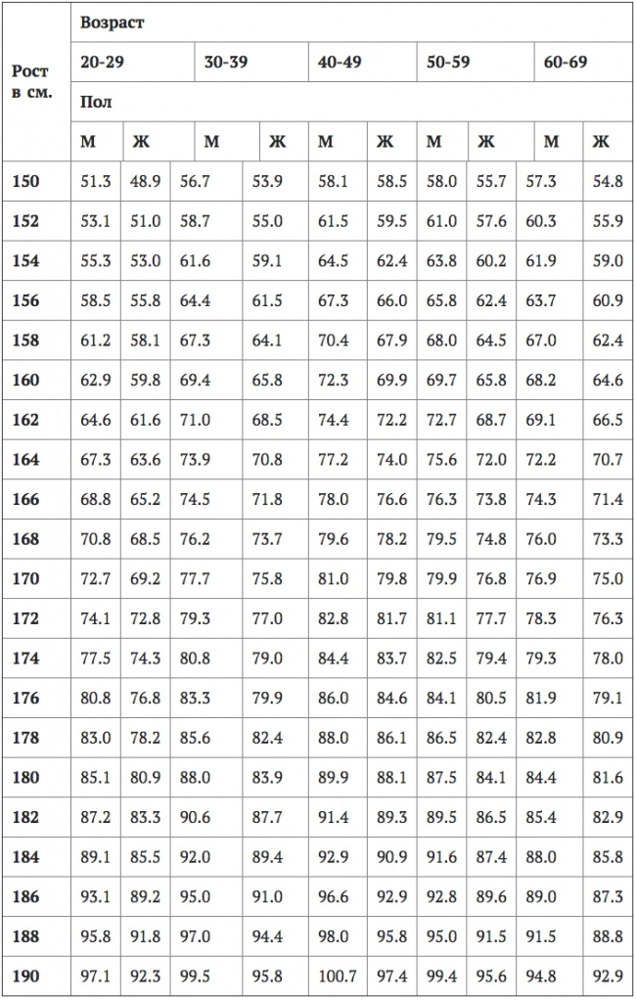 Возраст
Рост в см.
20-29 30-39 40-49 50-59 60-69
Пол
М Ж М Ж М Ж М Ж М Ж
150 51.3 48.9 56.7 53.9 58.1 58.5 58.0 55.7 57.3 54.8
152 53.1 51.0 58.7 55.0 61.5 59.5 61.0 57.6 60.3 55.9
154 55.3 53.0 61.6 59.1 64.5 62.4 63.8 60.2 61.9 59.0
156 58.5 55.8 64.4 61.5 67.3 66.0 65.8 62.4 63.7 60.9
158 61.2 58.1 67.3 64.1 70.4 67.9 68.0 64.5 67.0 62.4
160 62.9 59.8 69.4 65.8 72.3 69.9 69.7 65.8 68.2 64.6
162 64.6 61.6 71.0 68.5 74.4 72.2 72.7 68.7 69.1 66.5
164 67.3 63.6 73.9 70.8 77.2 74.0 75.6 72.0 72.2 70.7
166 68.8 65.2 74.5 71.8 78.0 76.6 76.3 73.8 74.3 71.4
168 70.8 68.5 76.2 73.7 79.6 78.2 79.5 74.8 76.0 73.3
170 72.7 69.2 77.7 75.8 81.0 79.8 79.9 76.8 76.9 75.0
172 74.1 72.8 79.3 77.0 82.8 81.7 81.1 77.7 78.3 76.3
174 77.5 74.3 80.8 79.0 84.4 83.7 82.5 79.4 79.3 78.0
176 80.8 76.8 83.3 79.9 86.0 84.6 84.1 80.5 81.9 79.1
178 83.0 78.2 85.6 82.4 88.0 86.1 86.5 82.4 82.8 80.9
180 85.1 80.9 88.0 83.9 89.9 88.1 87.5 84.1 84.4 81.6
182 87.2 83.3 90.6 87.7 91.4 89.3 89.5 86.5 85.4 82.9
184 89.1 85.5 92.0 89.4 92.9 90.9 91.6 87.4 88.0 85.8
186 93.1 89.2 95.0 91.0 96.6 92.9 92.8 89.6 89.0 87.3
188 95.8 91.8 97.0 94.4 98.0 95.8 95.0 91.5 91.5 88.8
190 97.1 92.3 99.5 95.8 100.7 97.4 99.4 95.6 94.8 92.9